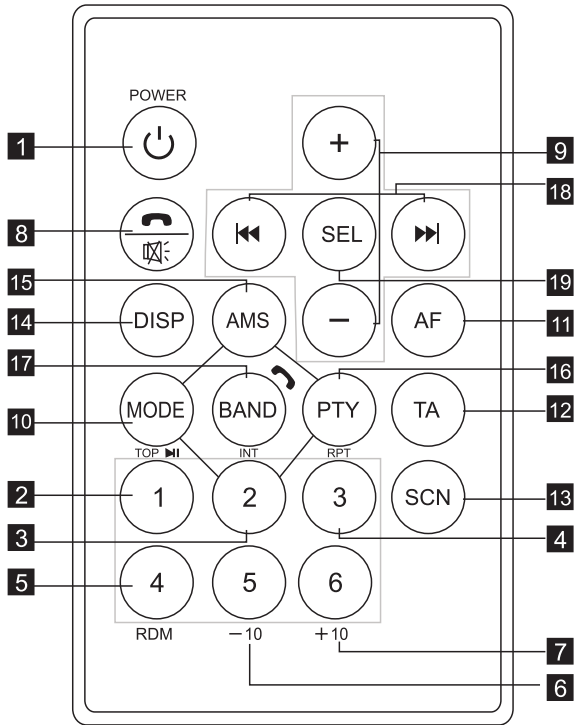 POWER
1
+
9
18
8
SEL
15
19
14
DISP
AMS
−
AF
11
17
16
10
MODE
BAND
PTY
TA
12
TOP
INT
RPT
2
1
2
3
SCN
13
3
4
5
4
5
6
RDM
−10
+10
7
6